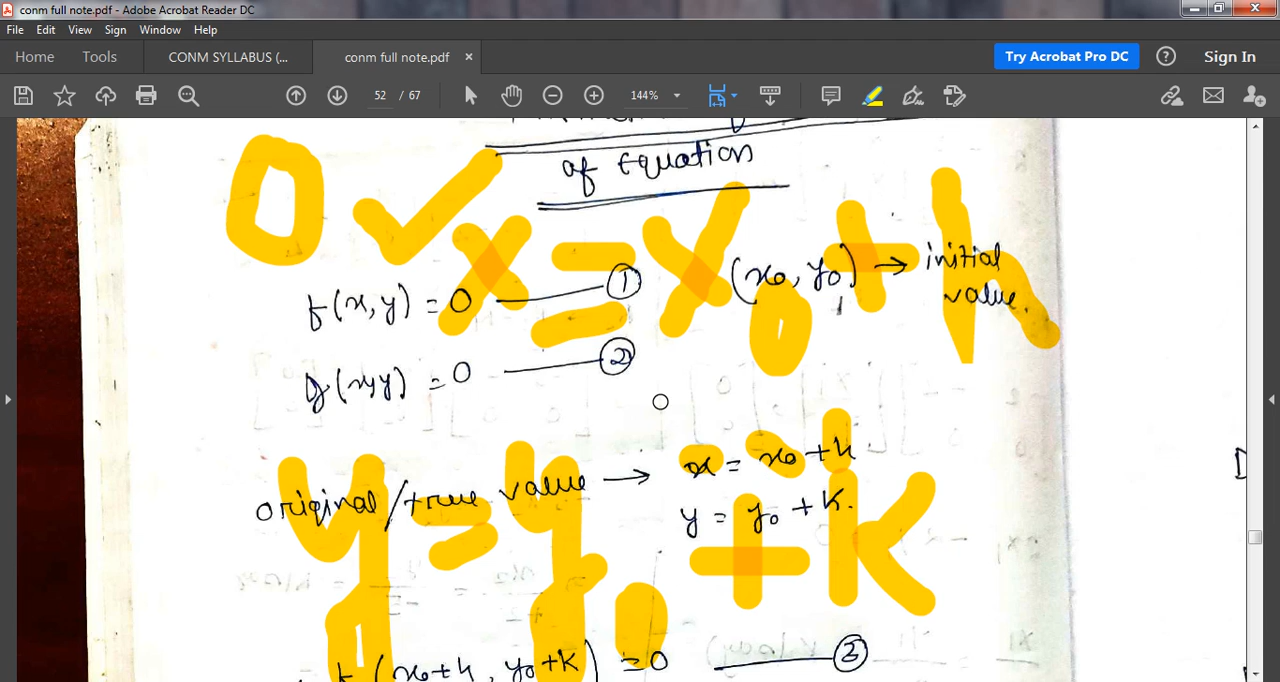 conm full note.pdf - Adobe Acrobat Reader DC
File Edit View Sign Window Help
Home Tools CONM SYLLABUS (... conm full note.pdf × Try Acrobat Pro DC ? Sign In
52 / 67 144%
of Equation
0 ✓ x = x0 + h
f(x,y) = 0 ① (x0, y0) → initial
value.
g(x,y) = 0 ②
original/true value → x = x0 + h
y = y0 + k.
y = y0 + k
f(x0+h, y0+k) = 0 ③